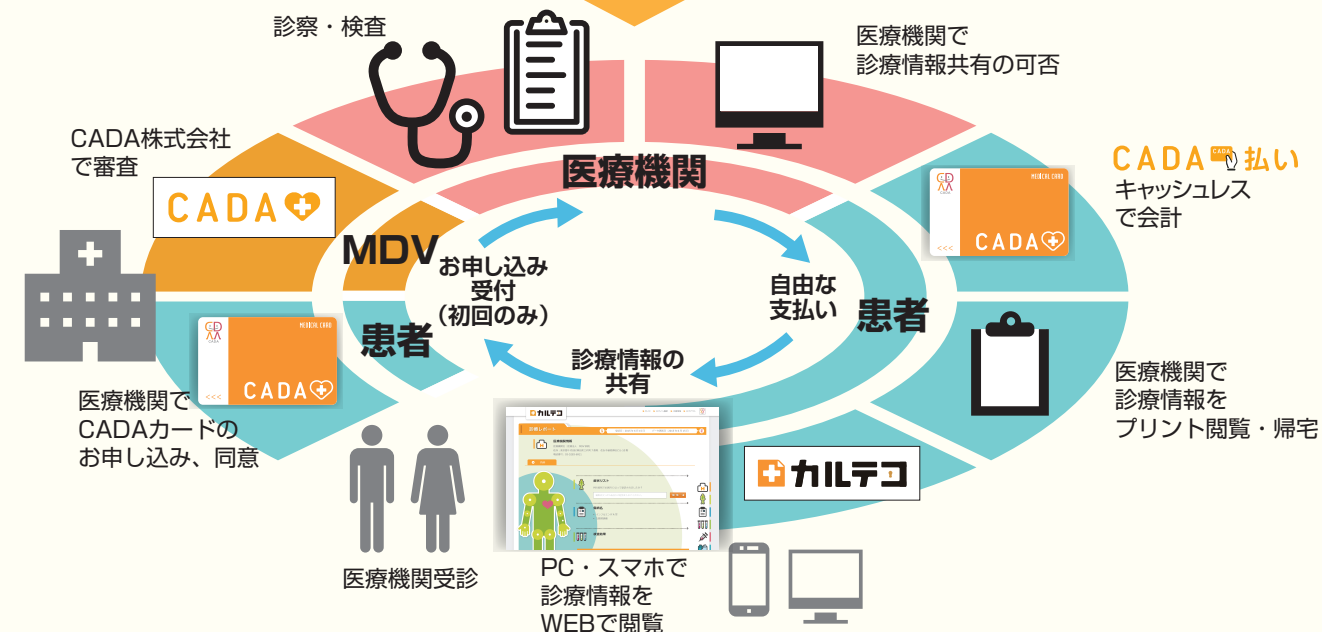 診察・検査
医療機関で
診療情報共有の可否
CADA株式会社
で審査
CADA
医療機関
MEDICAL CARD
CADA
<<<
CADA
CADA払い
キャッシュレス
で会計
MDV
お申し込み
受付
(初回のみ)
自由な
支払い
患者
患者
診療情報の
共有
MEDICAL CARD
CADA
<<<
CADA
医療機関で
CADAカードの
お申し込み、同意
医療機関で
診療情報を
プリント閲覧・帰宅
カルテコ
カルテコ
医療機関受診
PC・スマホで
診療情報を
WEBで閲覧